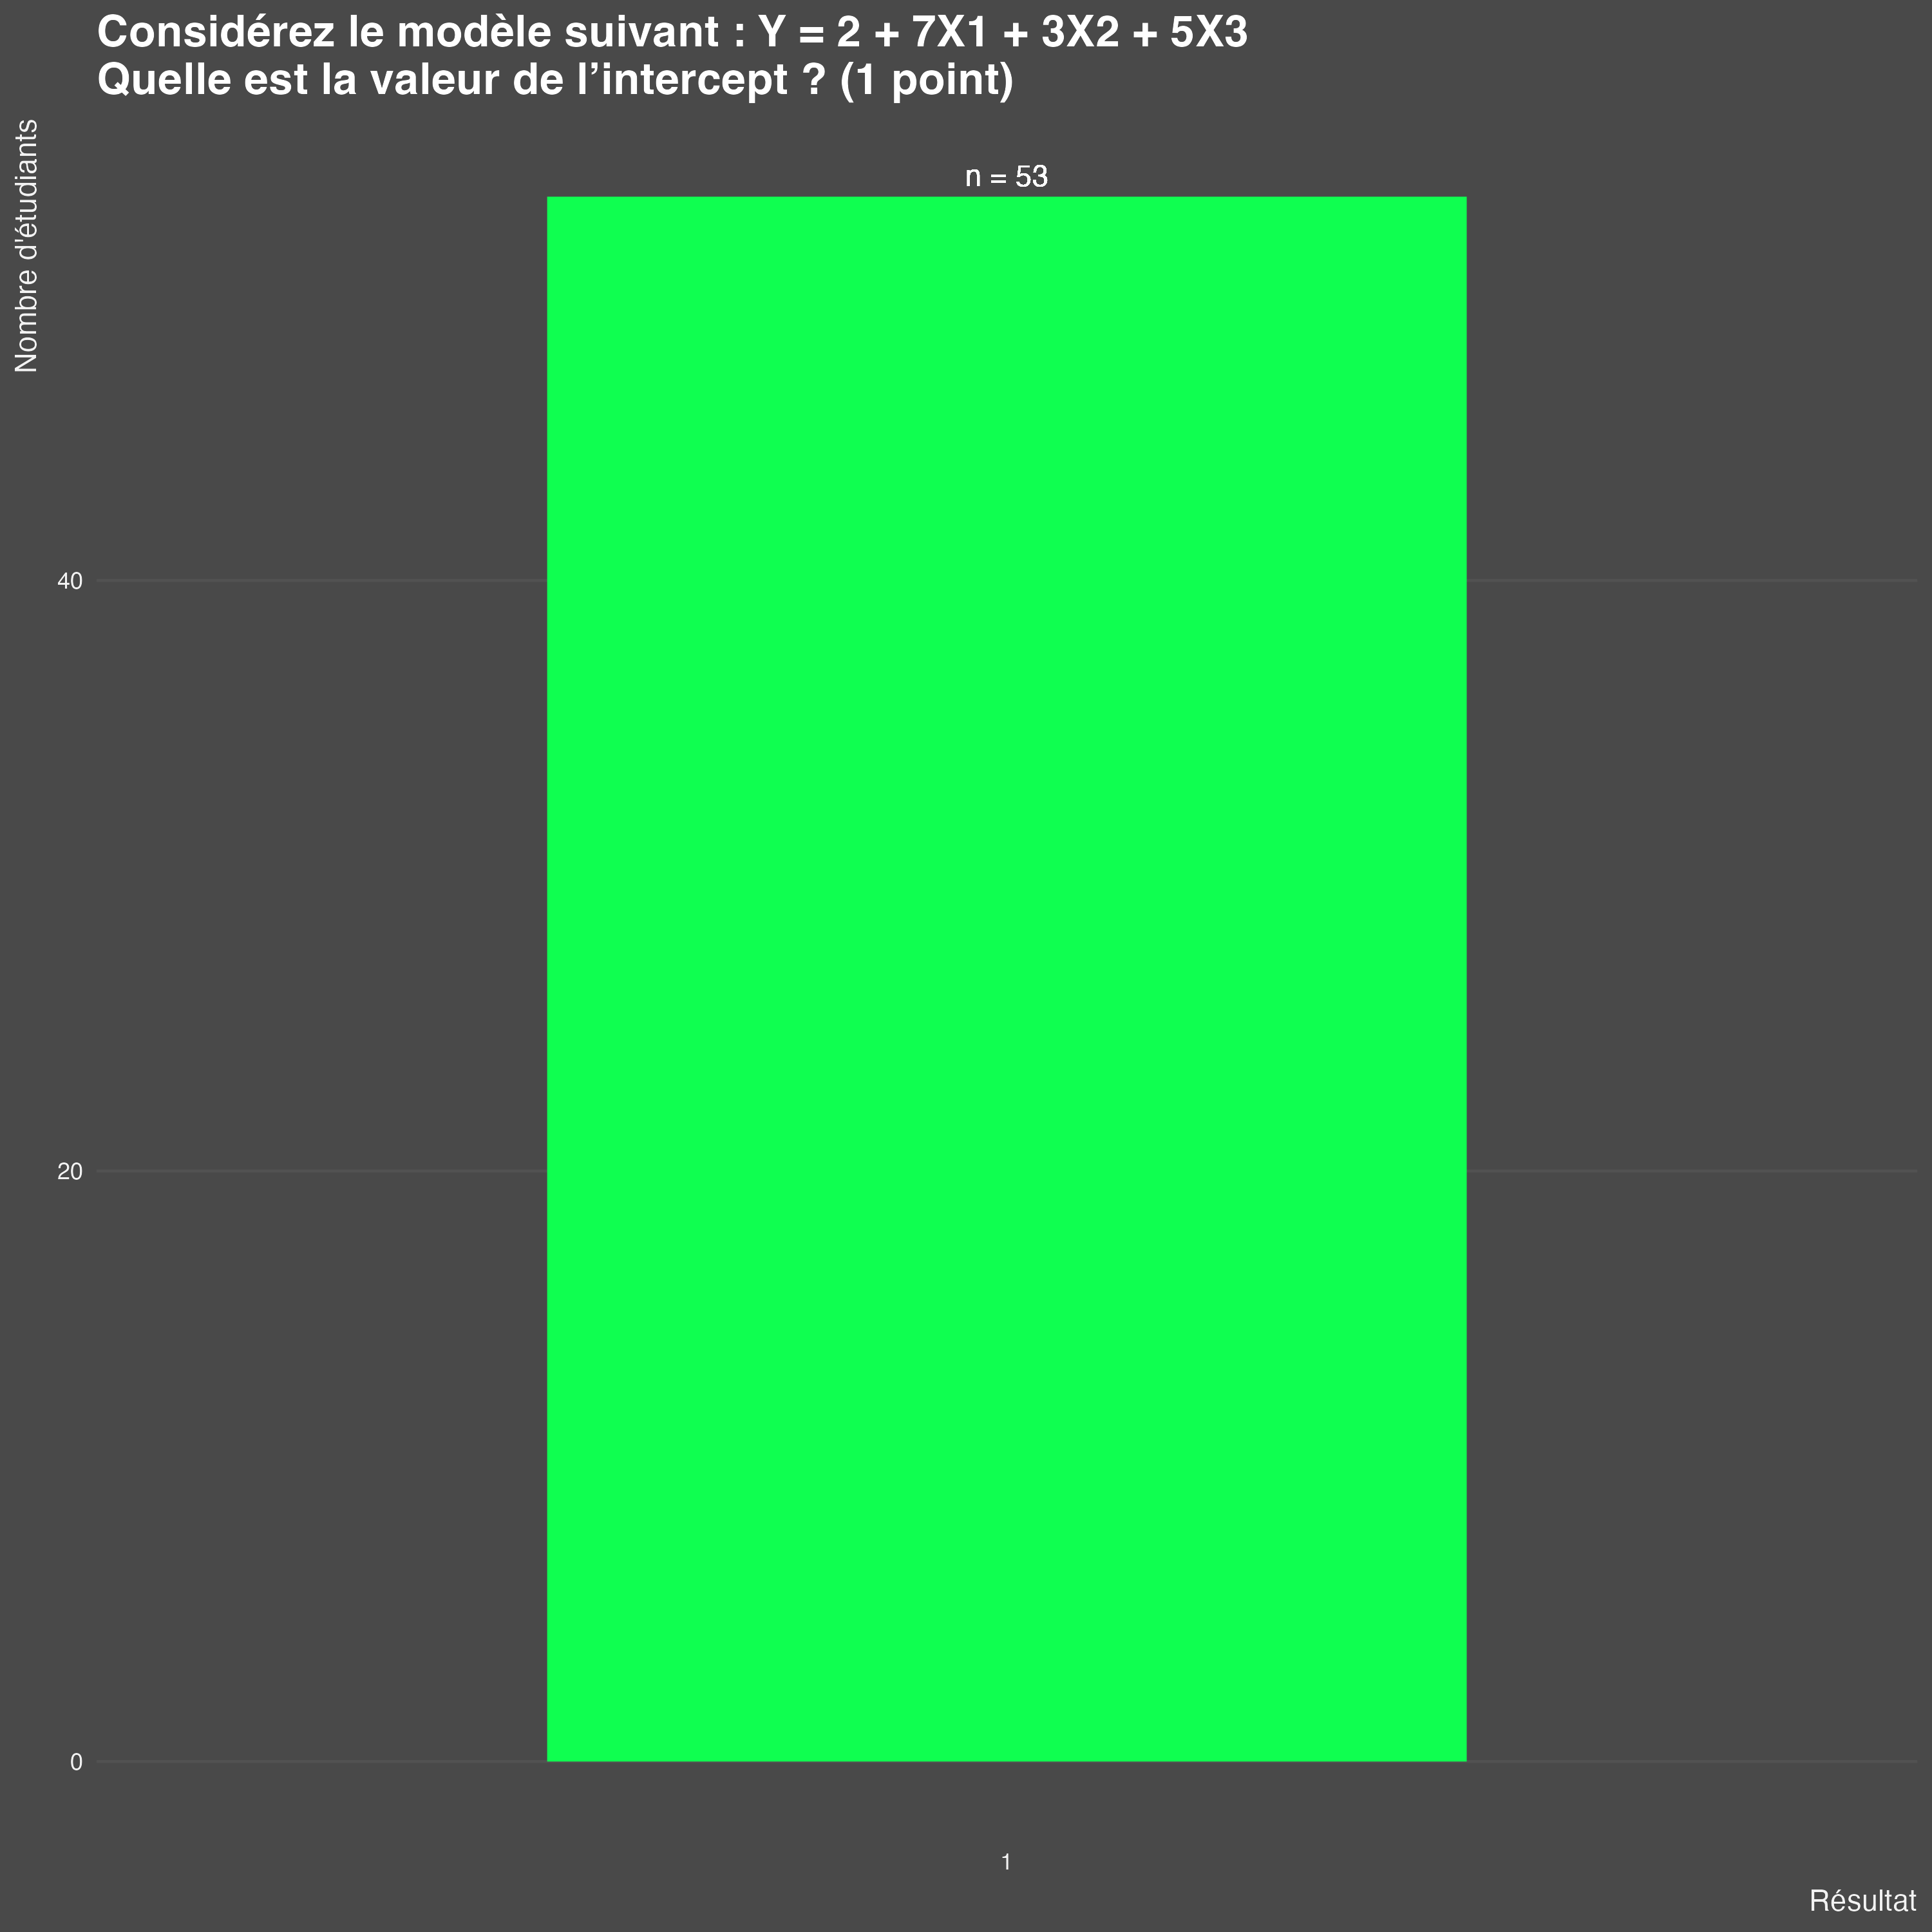 Considérez le modèle suivant : Y = 2 + 7X1 + 3X2 + 5X3
Quelle est la valeur de l’intercept ? (1 point)
Nombre d'étudiants
n = 53
40
20
0
1
Résultat